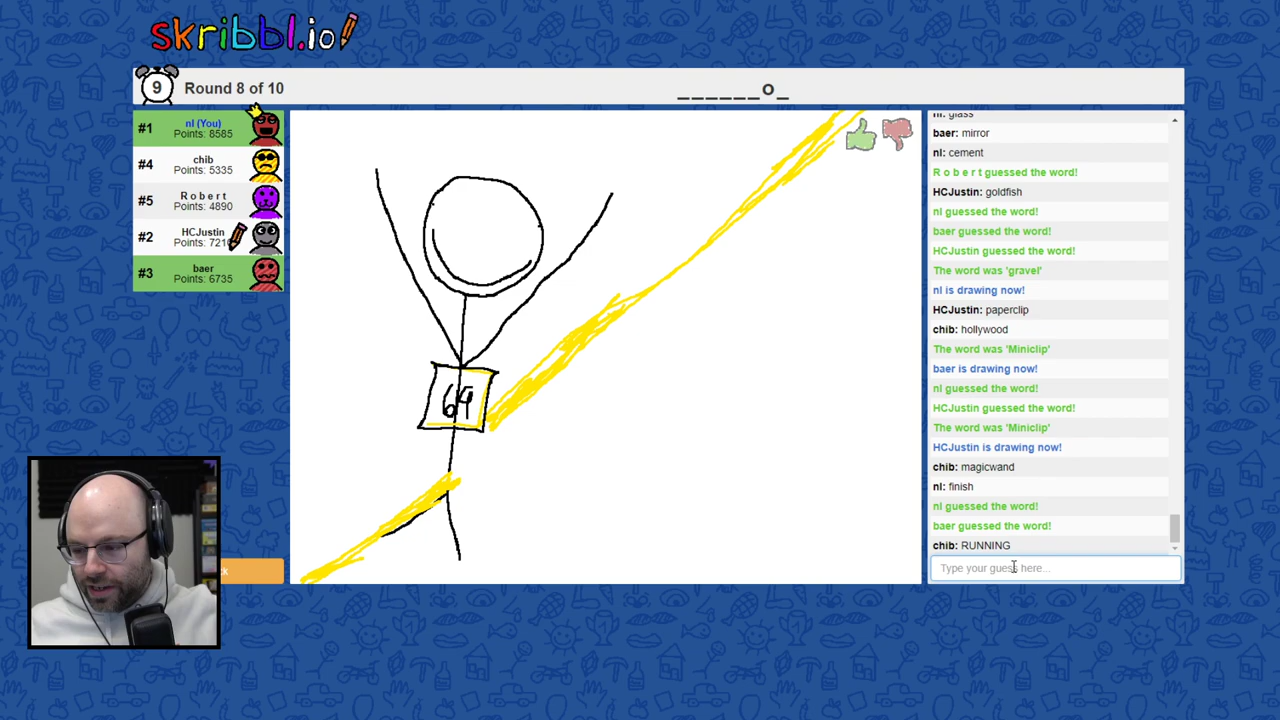 skribbl.io
9
Round 8 of 10
______o_
#1
nl (You)
Points: 8585
#4
chib
Points: 5335
#5
R o b e r t
Points: 4890
#2
HCJustin
#3
baer
Points: 6735
64
nl: glass
baer: mirror
nl: cement
R o b e r t guessed the word!
HCJustin: goldfish
nl guessed the word!
baer guessed the word!
HCJustin guessed the word!
The word was 'gravel'
nl is drawing now!
HCJustin: paperclip
chib: hollywood
The word was 'Miniclip'
baer is drawing now!
nl guessed the word!
HCJustin guessed the word!
The word was 'Miniclip'
HCJustin is drawing now!
chib: magicwand
nl: finish
nl guessed the word!
baer guessed the word!
chib: RUNNING
Type your guess here...